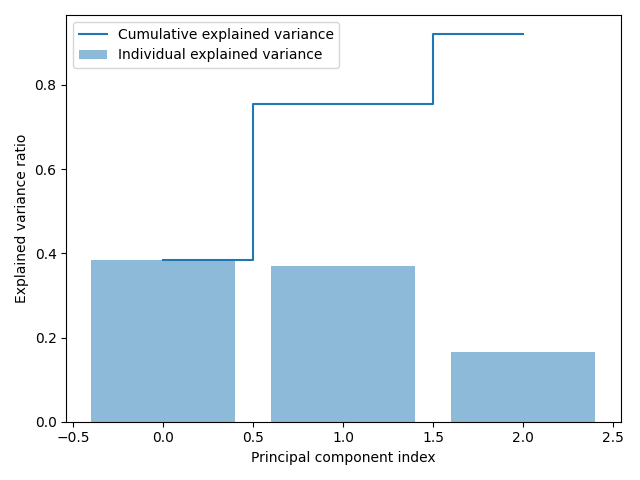 Cumulative explained variance
Individual explained variance
Explained variance ratio
0.8
0.6
0.4
0.2
0.0
−0.5 0.0 0.5 1.0 1.5 2.0 2.5
Principal component index